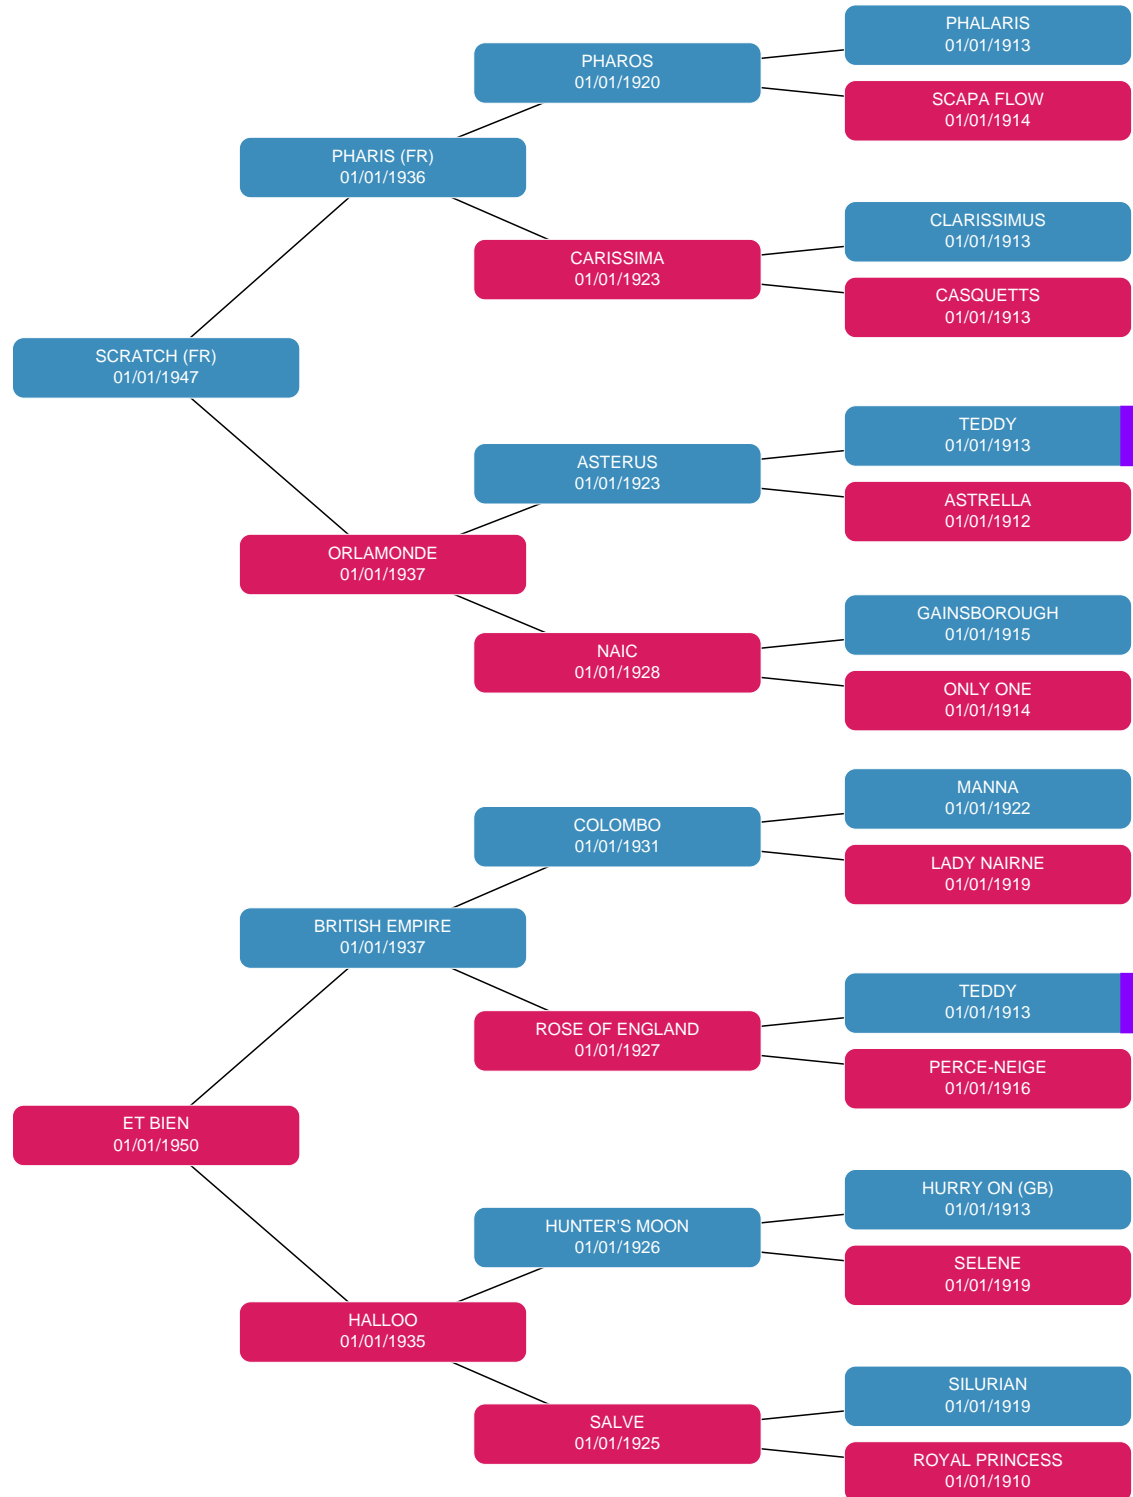 PHALARIS
01/01/1913
PHAROS
01/01/1920
SCAPA FLOW
01/01/1914
PHARIS (FR)
01/01/1936
CLARISSIMUS
01/01/1913
CARISSIMA
01/01/1923
CASQUETTS
01/01/1913
SCRATCH (FR)
01/01/1947
TEDDY
01/01/1913
ASTERUS
01/01/1923
ASTRELLA
01/01/1912
ORLAMONDE
01/01/1937
GAINSBOROUGH
01/01/1915
NAIC
01/01/1928
ONLY ONE
01/01/1914
MANNA
01/01/1922
COLOMBO
01/01/1931
LADY NAIRNE
01/01/1919
BRITISH EMPIRE
01/01/1937
TEDDY
01/01/1913
ROSE OF ENGLAND
01/01/1927
PERCE-NEIGE
01/01/1916
ET BIEN
01/01/1950
HURRY ON (GB)
01/01/1913
HUNTER'S MOON
01/01/1926
SELENE
01/01/1919
HALLOO
01/01/1935
SILURIAN
01/01/1919
SALVE
01/01/1925
ROYAL PRINCESS
01/01/1910